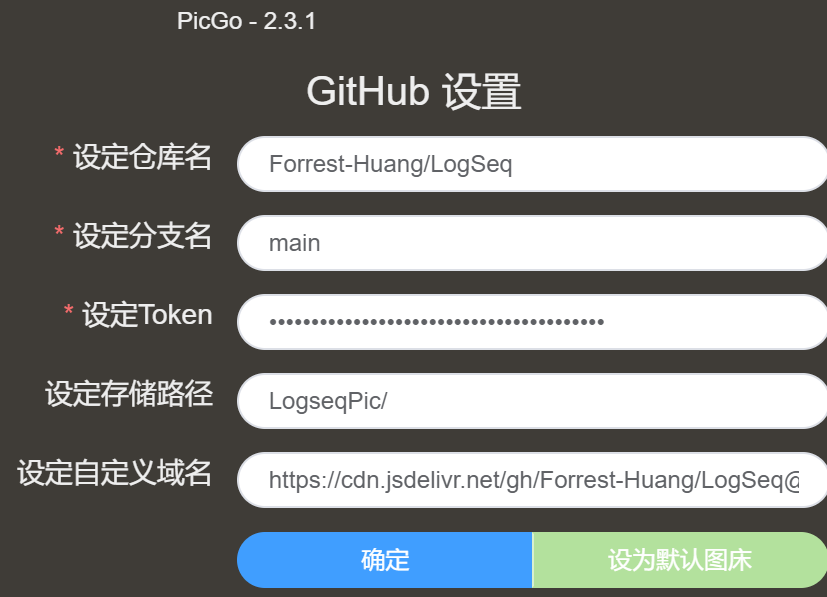 PicGo - 2.3.1
GitHub 设置
* 设定仓库名 Forrest-Huang/LogSeq
* 设定分支名 main
* 设定Token ••••••••••••••••••••••••••••••••••••••••
设定存储路径 LogseqPic/
设定自定义域名 https://cdn.jsdelivr.net/gh/Forrest-Huang/LogSeq@
确定 设为默认图床